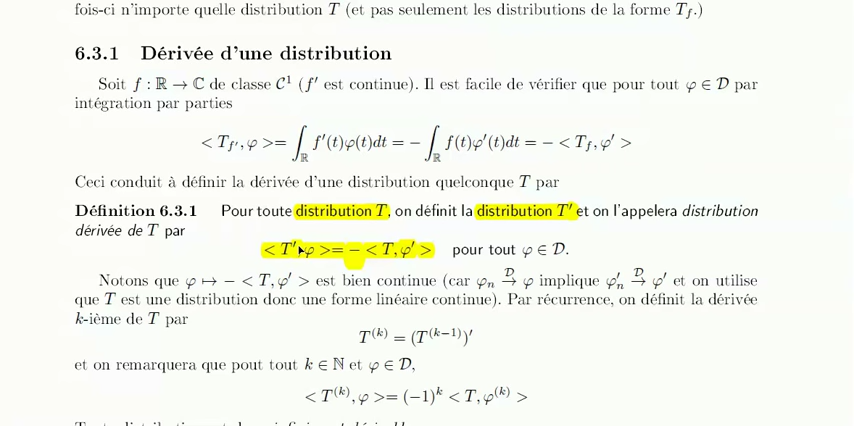 fois-ci n'importe quelle distribution T (et pas seulement les distributions de la forme T_f.)
6.3.1 Dérivée d'une distribution
Soit f : ℝ → ℂ de classe 𝒞¹ (f′ est continue). Il est facile de vérifier que pour tout φ ∈ 𝒟 par
intégration par parties
< T_{f′}, φ >= ∫_ℝ f′(t)φ(t)dt = − ∫_ℝ f(t)φ′(t)dt = − < T_f, φ′ >
Ceci conduit à définir la dérivée d'une distribution quelconque T par
Définition 6.3.1 Pour toute distribution T, on définit la distribution T′ et on l'appelera distribution
dérivée de T par
< T′, φ >= − < T, φ′ > pour tout φ ∈ 𝒟.
Notons que φ ↦ − < T, φ′ > est bien continue (car φ_n →^𝒟 φ implique φ′_n →^𝒟 φ′ et on utilise
que T est une distribution donc une forme linéaire continue). Par récurrence, on définit la dérivée
k-ième de T par
T^{(k)} = (T^{(k−1)})′
et on remarquera que pout tout k ∈ ℕ et φ ∈ 𝒟,
< T^{(k)}, φ >= (−1)^k < T, φ^{(k)} >